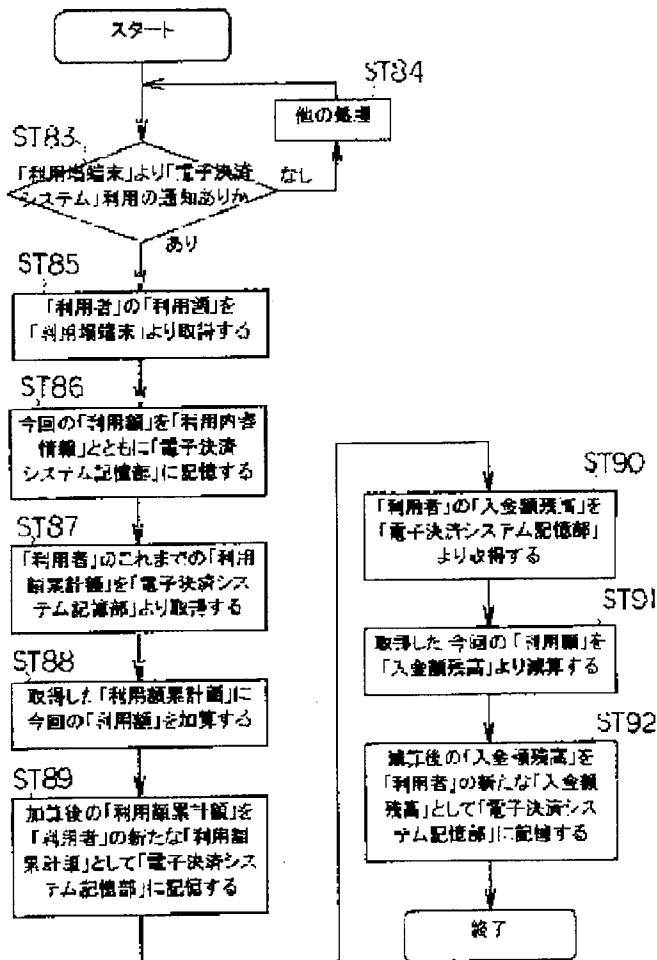 スタート
ST84
他の処理
ST83
「利用場端末」より「電子決済
システム」利用の通知ありか
なし
あり
ST85
「利用者」の「利用額」を
「利用場端末」より取得する
ST86
今回の「利用額」を「利用内容
情報」とともに「電子決済
システム記憶部」に記憶する
ST87
「利用者」のこれまでの「利用
額累計額」を「電子決済シス
テム記憶部」より取得する
ST88
取得した「利用額累計額」に
今回の「利用額」を加算する
ST89
加算後の「利用額累計額」を
「利用者」の新たな「利用額
累計額」として「電子決済シス
テム記憶部」に記憶する
ST90
「利用者」の「入金額残高」を
「電子決済システム記憶部」
より取得する
ST91
取得した今回の「利用額」を
「入金額残高」より減算する
ST92
減算後の「入金額残高」を
「利用者」の新たな「入金額
残高」として「電子決済シス
テム記憶部」に記憶する
終了